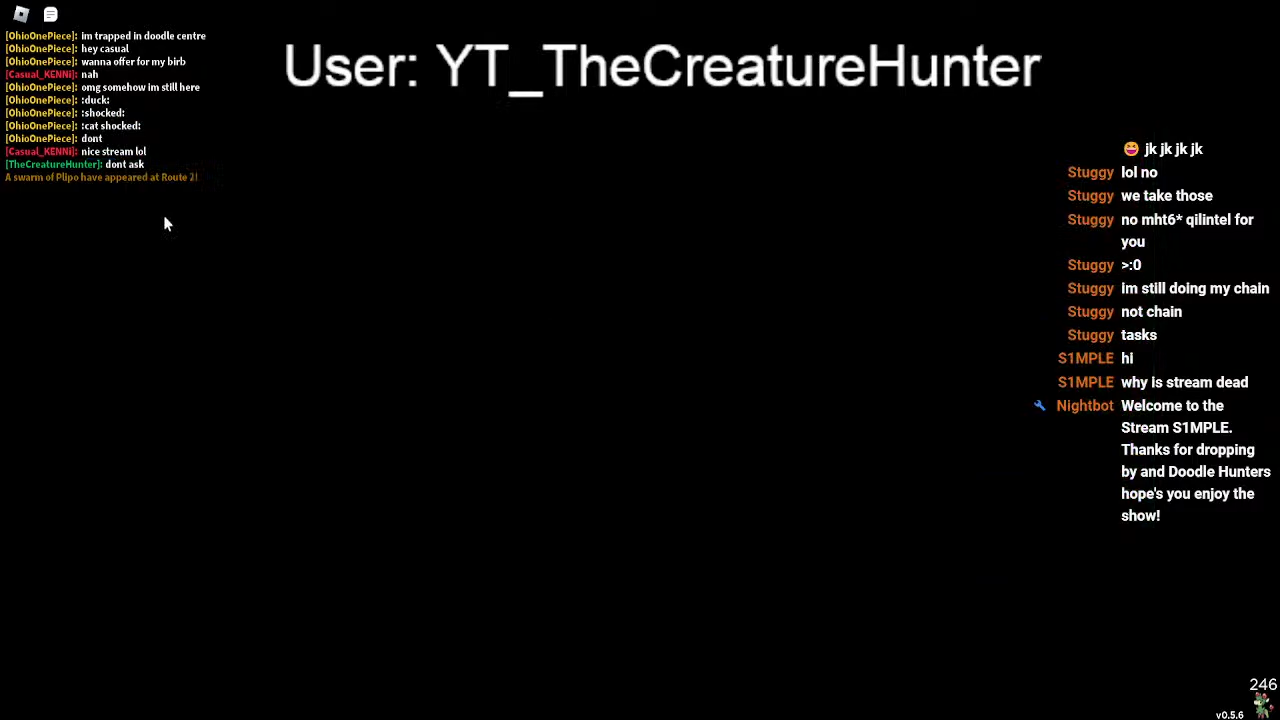 User: YT_TheCreatureHunter
[OhioOnePiece]: im trapped in doodle centre
[OhioOnePiece]: hey casual
[OhioOnePiece]: wanna offer for my birb
[Casual_KENNi]: nah
[OhioOnePiece]: omg somehow im still here
[OhioOnePiece]: :duck:
[OhioOnePiece]: :shocked:
[OhioOnePiece]: :cat shocked:
[OhioOnePiece]: dont
[Casual_KENNi]: nice stream lol
[TheCreatureHunter]: dont ask
A swarm of Plipo have appeared at Route 2!
😆 jk jk jk jk
Stuggy lol no
Stuggy we take those
Stuggy no mht6* qilintel for
you
Stuggy >:0
Stuggy im still doing my chain
Stuggy not chain
Stuggy tasks
S1MPLE hi
S1MPLE why is stream dead
Nightbot Welcome to the
Stream S1MPLE.
Thanks for dropping
by and Doodle Hunters
hope's you enjoy the
show!
246
v0.5.6